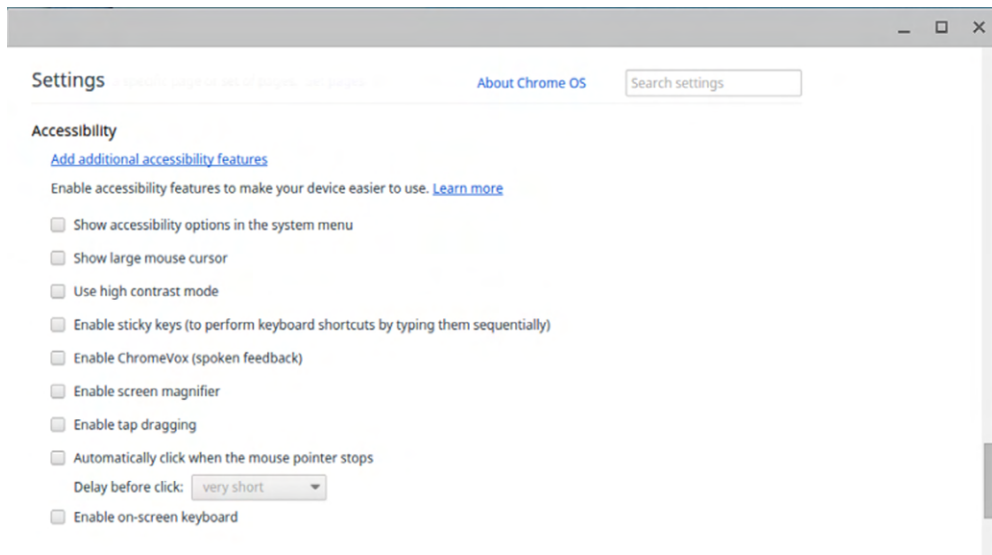 Settings
About Chrome OS
Search settings
Accessibility
Add additional accessibility features
Enable accessibility features to make your device easier to use. Learn more
Show accessibility options in the system menu
Show large mouse cursor
Use high contrast mode
Enable sticky keys (to perform keyboard shortcuts by typing them sequentially)
Enable ChromeVox (spoken feedback)
Enable screen magnifier
Enable tap dragging
Automatically click when the mouse pointer stops
Delay before click: very short
Enable on-screen keyboard